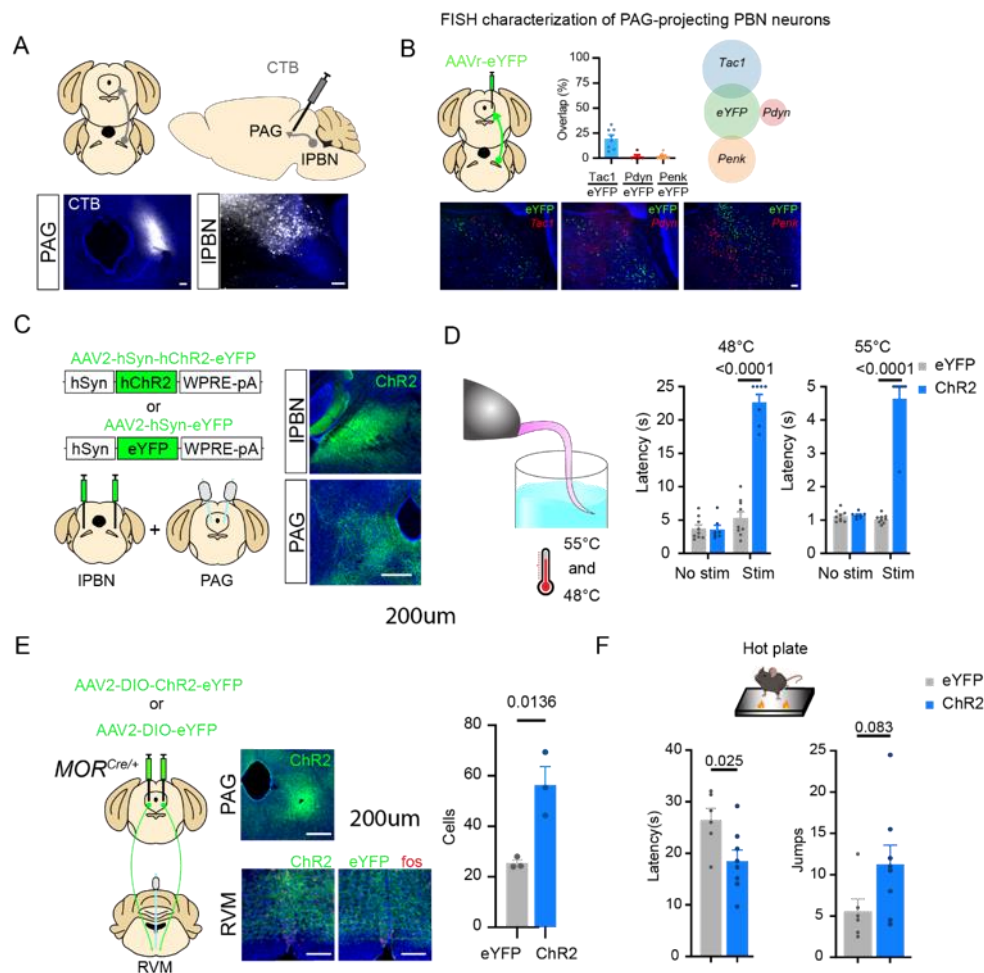 FISH characterization of PAG-projecting PBN neurons
A
CTB
PAG
lPBN
PAG
CTB
lPBN
B
AAVr-eYFP
Overlap (%)
100
75
50
25
0
Tac1
eYFP
Pdyn
eYFP
Penk
eYFP
Tac1
eYFP
Pdyn
Penk
eYFP
Tac1
eYFP
Pdyn
eYFP
Penk
C
AAV2-hSyn-hChR2-eYFP
hSyn hChR2 WPRE-pA
or
AAV2-hSyn-eYFP
hSyn eYFP WPRE-pA
+
lPBN
PAG
lPBN
ChR2
PAG
200um
D
55°C
and
48°C
48°C
<0.0001
Latency (s)
25
20
15
10
5
0
No stim Stim
55°C
<0.0001
Latency (s)
5
4
3
2
1
0
No stim Stim
eYFP
ChR2
E
AAV2-DIO-ChR2-eYFP
or
AAV2-DIO-eYFP
MORCre/+
RVM
PAG
ChR2
200um
RVM
ChR2
eYFP fos
0.0136
Cells
80
60
40
20
0
eYFP ChR2
F
Hot plate
eYFP
ChR2
0.025
Latency(s)
40
30
20
10
0
0.083
Jumps
25
20
15
10
5
0